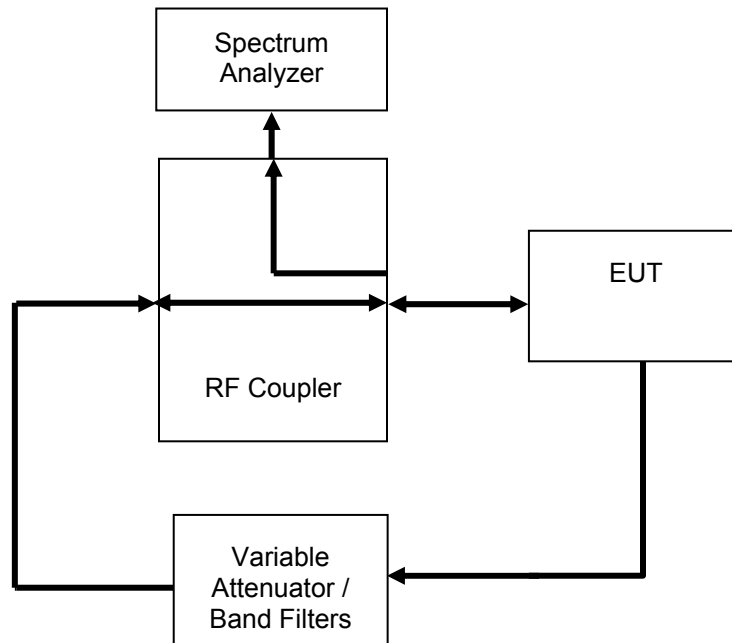 Spectrum
Analyzer
EUT
RF Coupler
Variable
Attenuator /
Band Filters